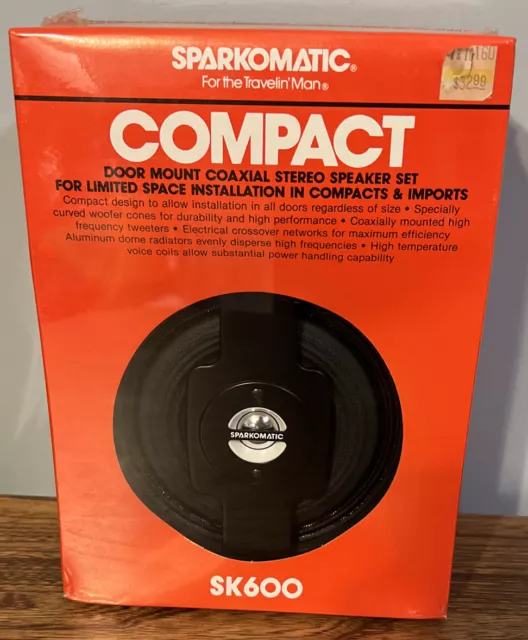 SPARKOMATIC®
For the Travelin' Man®
$32.99
COMPACT
DOOR MOUNT COAXIAL STEREO SPEAKER SET
FOR LIMITED SPACE INSTALLATION IN COMPACTS & IMPORTS
Compact design to allow installation in all doors regardless of size • Specially
curved woofer cones for durability and high performance • Coaxially mounted high
frequency tweeters • Electrical crossover networks for maximum efficiency
Aluminum dome radiators evenly disperse high frequencies • High temperature
voice coils allow substantial power handling capability
SPARKOMATIC
SK600